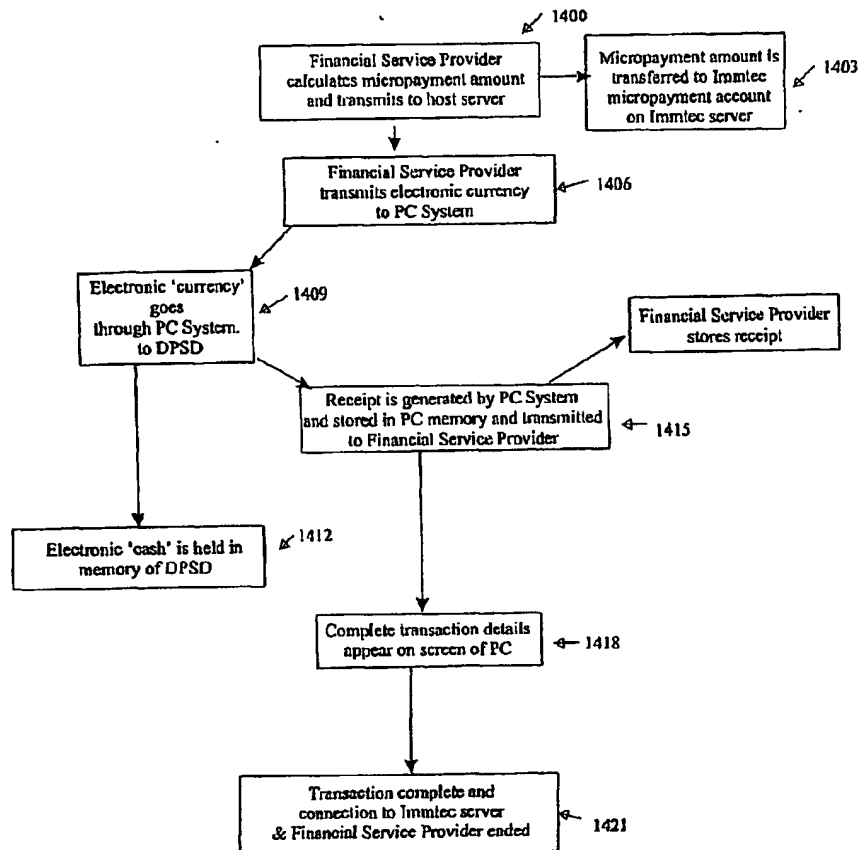 1400
Financial Service Provider
calculates micropayment amount
and transmits to host server
Micropayment amount is
transferred to Immtec
micropayment account
on Immtec server
1403
Financial Service Provider
transmits electronic currency
to PC System
1406
Electronic 'currency'
goes
through PC System.
to DPSD
1409
Financial Service Provider
stores receipt
Receipt is generated by PC System
and stored in PC memory and transmitted
to Financial Service Provider
1415
Electronic 'cash' is held in
memory of DPSD
1412
Complete transaction details
appear on screen of PC
1418
Transaction complete and
connection to Immtec server
& Financial Service Provider ended
1421